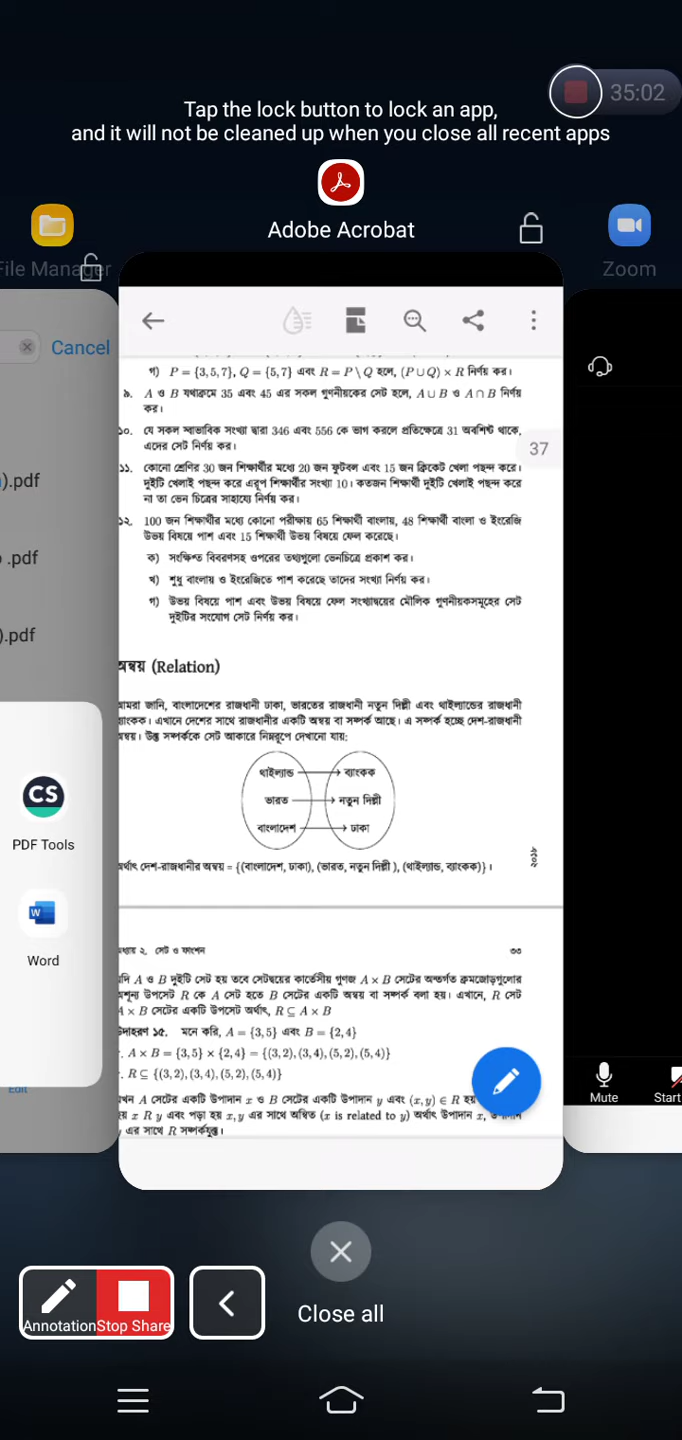 35:02
Tap the lock button to lock an app,
and it will not be cleaned up when you close all recent apps
File Manager
Adobe Acrobat
Zoom
Cancel
).pdf
.pdf
).pdf
PDF Tools
Word
Edit
37
গ) P = {3, 5, 7}, Q = {5, 7} এবং R = P \ Q হলে, (P ∪ Q) × R নির্ণয় কর।
৯. A ও B যথাক্রমে 35 এবং 45 এর সকল গুণনীয়কের সেট হলে, A ∪ B ও A ∩ B নির্ণয়
কর।
১০. যে সকল স্বাভাবিক সংখ্যা দ্বারা 346 এবং 556 কে ভাগ করলে প্রতিক্ষেত্রে 31 অবশিষ্ট থাকে,
এদের সেট নির্ণয় কর।
১১. কোনো শ্রেণির 30 জন শিক্ষার্থীর মধ্যে 20 জন ফুটবল এবং 15 জন ক্রিকেট খেলা পছন্দ করে।
দুইটি খেলাই পছন্দ করে এরূপ শিক্ষার্থীর সংখ্যা 10। কতজন শিক্ষার্থী দুইটি খেলাই পছন্দ করে
না তা ভেন চিত্রের সাহায্যে নির্ণয় কর।
১২. 100 জন শিক্ষার্থীর মধ্যে কোনো পরীক্ষায় 65 শিক্ষার্থী বাংলায়, 48 শিক্ষার্থী বাংলা ও ইংরেজি
উভয় বিষয়ে পাশ এবং 15 শিক্ষার্থী উভয় বিষয়ে ফেল করেছে।
ক) সংক্ষিপ্ত বিবরণসহ ওপরের তথ্যগুলো ভেনচিত্রে প্রকাশ কর।
খ) শুধু বাংলায় ও ইংরেজিতে পাশ করেছে তাদের সংখ্যা নির্ণয় কর।
গ) উভয় বিষয়ে পাশ এবং উভয় বিষয়ে ফেল সংখ্যাদ্বয়ের মৌলিক গুণনীয়কসমূহের সেট
দুইটির সংযোগ সেট নির্ণয় কর।
অন্বয় (Relation)
আমরা জানি, বাংলাদেশের রাজধানী ঢাকা, ভারতের রাজধানী নতুন দিল্লী এবং থাইল্যান্ডের রাজধানী
ব্যাংকক। এখানে দেশের সাথে রাজধানীর একটি অন্বয় বা সম্পর্ক আছে। এ সম্পর্ক হচ্ছে দেশ-রাজধানী
অন্বয়। উক্ত সম্পর্ককে সেট আকারে নিম্নরূপে দেখানো যায়:
থাইল্যান্ড → ব্যাংকক
ভারত → নতুন দিল্লী
বাংলাদেশ → ঢাকা
অর্থাৎ দেশ-রাজধানীর অন্বয় = {(বাংলাদেশ, ঢাকা), (ভারত, নতুন দিল্লী), (থাইল্যান্ড, ব্যাংকক)}।
২০১৮
অধ্যায় ২. সেট ও ফাংশন ৩৩
যদি A ও B দুইটি সেট হয় তবে সেটদ্বয়ের কার্তেসীয় গুণজ A × B সেটের অন্তর্গত ক্রমজোড়গুলোর
অশূন্য উপসেট R কে A সেট হতে B সেটের একটি অন্বয় বা সম্পর্ক বলা হয়। এখানে, R সেট
A × B সেটের একটি উপসেট অর্থাৎ, R ⊆ A × B
উদাহরণ ১৫. মনে করি, A = {3, 5} এবং B = {2, 4}
∴ A × B = {3, 5} × {2, 4} = {(3, 2), (3, 4), (5, 2), (5, 4)}
∴ R ⊆ {(3, 2), (3, 4), (5, 2), (5, 4)}
যখন A সেটের একটি উপাদান x ও B সেটের একটি উপাদান y এবং (x, y) ∈ R হয়
হয় x R y এবং পড়া হয় x, y এর সাথে অন্বিত (x is related to y) অর্থাৎ উপাদান x, উপাদান
y এর সাথে R সম্পর্কযুক্ত।
Mute
Start
Annotation
Stop Share
Close all